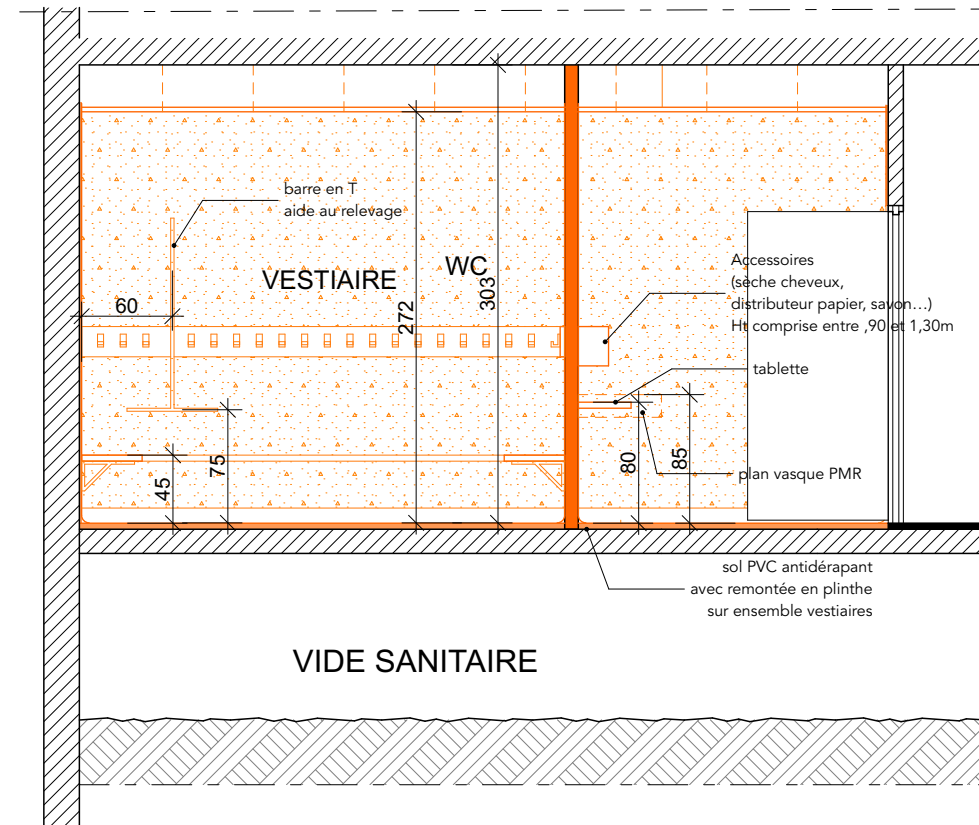 barre en T
aide au relevage
VESTIAIRE
WC
60
272
303
Accessoires
(sèche cheveux,
distributeur papier, savon...)
Ht comprise entre ,90 et 1,30m
tablette
45
75
80
85
plan vasque PMR
sol PVC antidérapant
avec remontée en plinthe
sur ensemble vestiaires
VIDE SANITAIRE